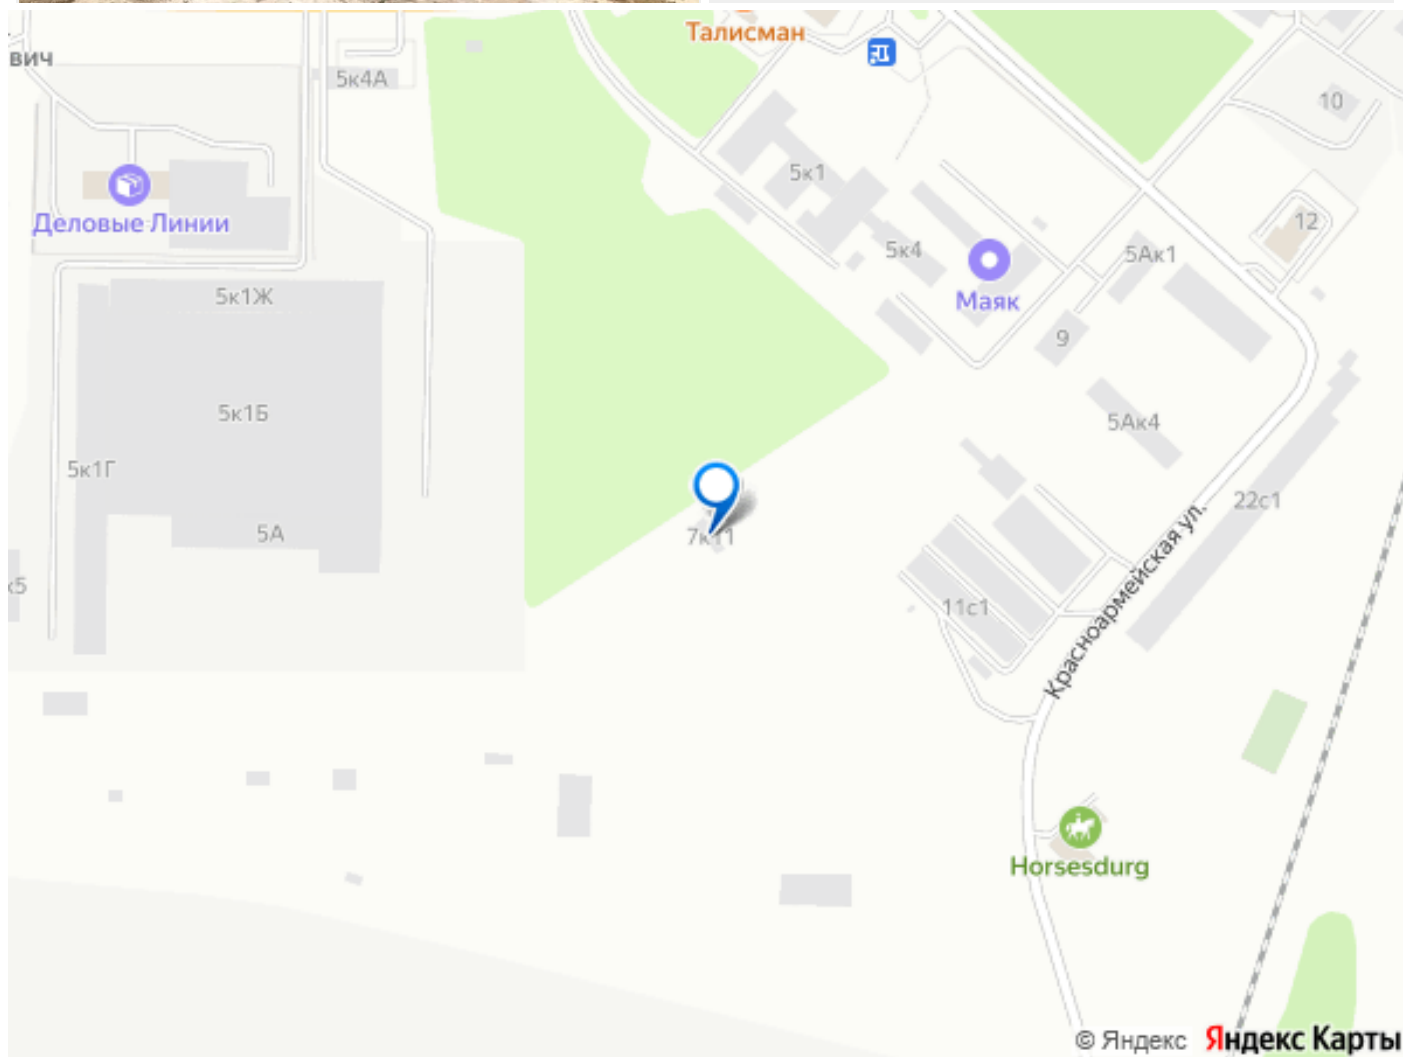 Талисман
вич
5к4А
10
5к1
Деловые Линии
12
5к4
5Ак1
5к1Ж
Маяк
9
5к1Б
5Ак4
5к1Г
22с1
5А
7к11
к5
11с1
Красноармейская ул.
Horsesdurg
© Яндекс Яндекс Карты